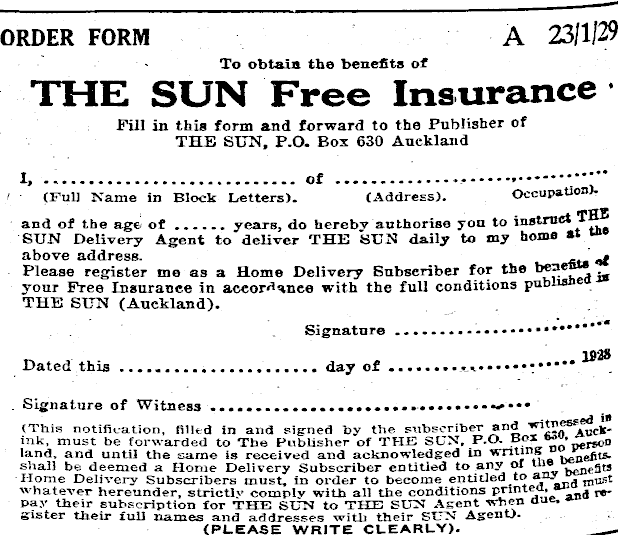 ORDER FORM A 23/1/29
To obtain the benefits of
THE SUN Free Insurance
Fill in this form and forward to the Publisher of
THE SUN, P.O. Box 630 Auckland
I, ............................ of ..............................
(Full Name in Block Letters). (Address). Occupation).
and of the age of ...... years, do hereby authorise you to instruct THE
SUN Delivery Agent to deliver THE SUN daily to my home at the
above address.
Please register me as a Home Delivery Subscriber for the benefits of
your Free Insurance in accordance with the full conditions published in
THE SUN (Auckland).
Signature ........................
Dated this .................... day of ........................ 1928
Signature of Witness ....................................
(This notification, filled in and signed by the subscriber and witnessed in
ink, must be forwarded to The Publisher of THE SUN, P.O. Box 630, Auck-
land, and until the same is received and acknowledged in writing no person
shall be deemed a Home Delivery Subscriber entitled to any of the benefits.
Home Delivery Subscribers must, in order to become entitled to any benefits
whatever hereunder, strictly comply with all the conditions printed, and must
pay their subscription for THE SUN to THE SUN Agent when due, and re-
gister their full names and addresses with their SUN Agent).
(PLEASE WRITE CLEARLY).